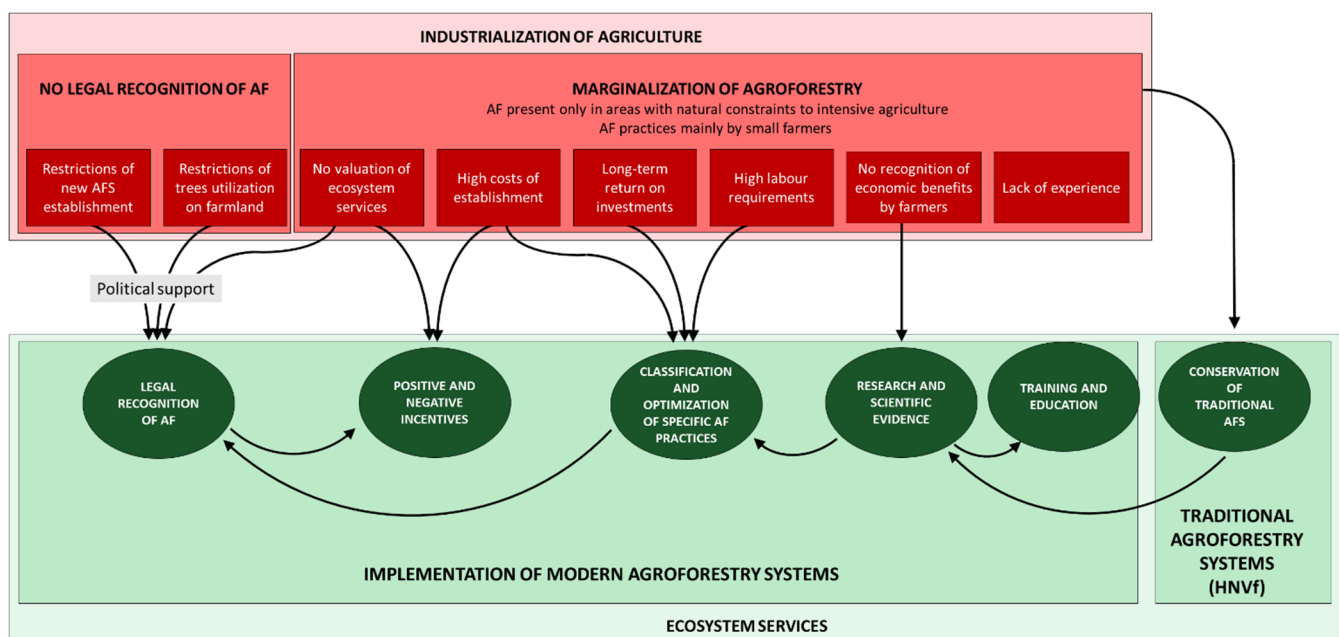 INDUSTRIALIZATION OF AGRICULTURE
NO LEGAL RECOGNITION OF AF
MARGINALIZATION OF AGROFORESTRY
AF present only in areas with natural constraints to intensive agriculture
AF practices mainly by small farmers
Restrictions of
new AFS
establishment
Restrictions of
trees utilization
on farmland
No valuation of
ecosystem
services
High costs of
establishment
Long-term
return on
investments
High labour
requirements
No recognition of
economic benefits
by farmers
Lack of experience
Political support
LEGAL
RECOGNITION
OF AF
POSITIVE AND
NEGATIVE
INCENTIVES
CLASSIFICATION
AND
OPTIMIZATION
OF SPECIFIC AF
PRACTICES
RESEARCH AND
SCIENTIFIC
EVIDENCE
TRAINING AND
EDUCATION
CONSERVATION
OF
TRADITIONAL
AFS
IMPLEMENTATION OF MODERN AGROFORESTRY SYSTEMS
TRADITIONAL
AGROFORESTRY
SYSTEMS
(HNVf)
ECOSYSTEM SERVICES